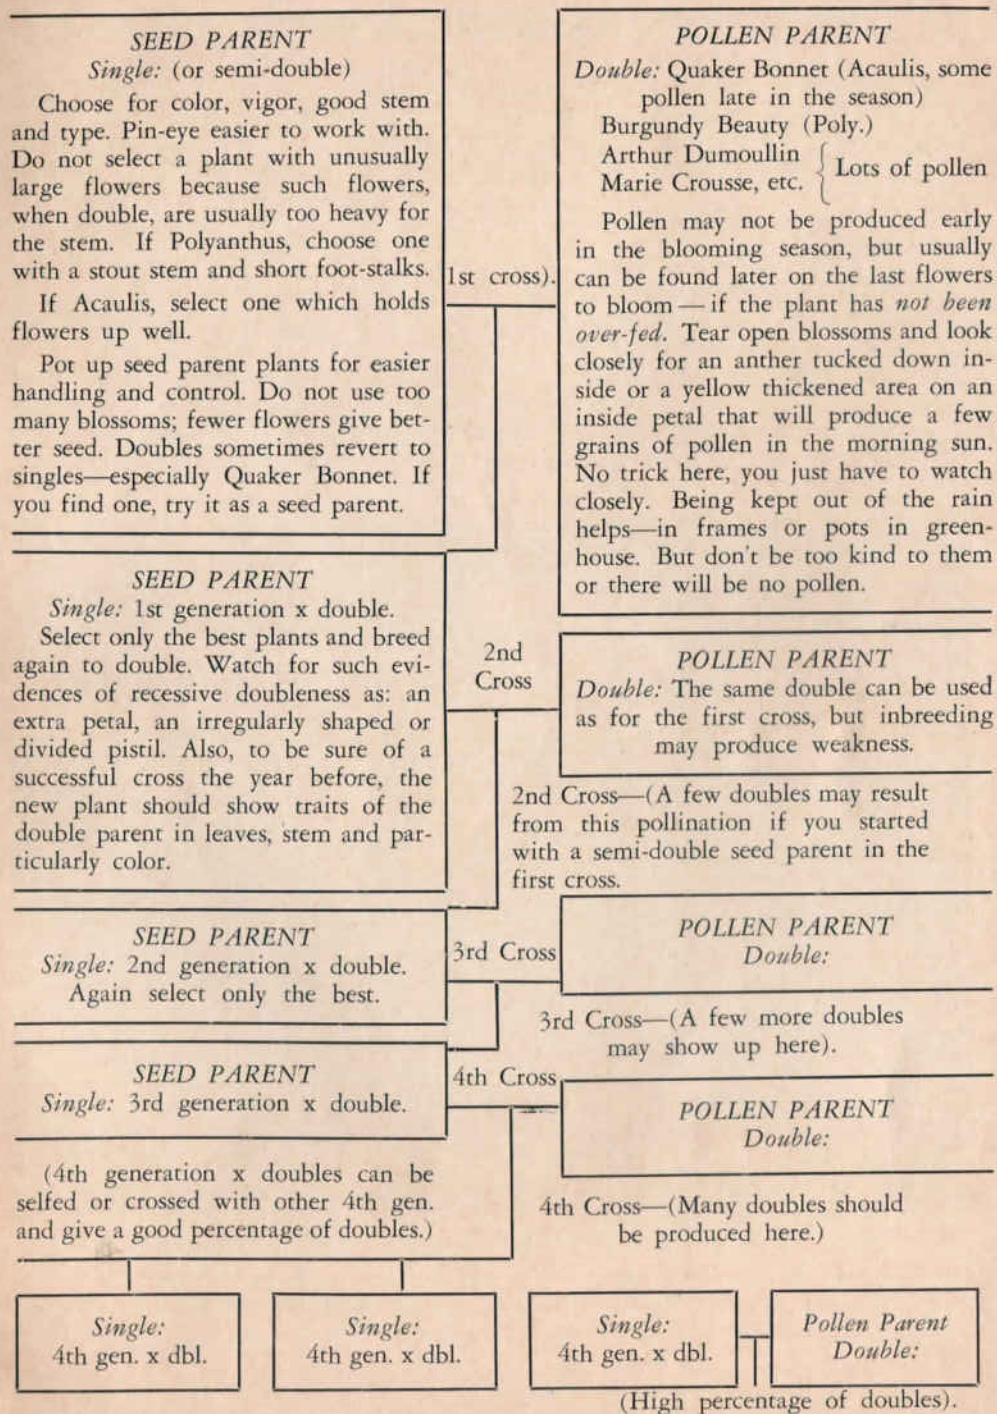 SEED PARENT
Single: (or semi-double)
Choose for color, vigor, good stem
and type. Pin-eye easier to work with.
Do not select a plant with unusually
large flowers because such flowers,
when double, are usually too heavy for
the stem. If Polyanthus, choose one
with a stout stem and short foot-stalks.
If Acaulis, select one which holds
flowers up well.
Pot up seed parent plants for easier
handling and control. Do not use too
many blossoms; fewer flowers give bet-
ter seed. Doubles sometimes revert to
singles—especially Quaker Bonnet. If
you find one, try it as a seed parent.
1st cross).
POLLEN PARENT
Double: Quaker Bonnet (Acaulis, some
pollen late in the season)
Burgundy Beauty (Poly.)
Arthur Dumoullin
Marie Crousse, etc. { Lots of pollen
Pollen may not be produced early
in the blooming season, but usually
can be found later on the last flowers
to bloom — if the plant has not been
over-fed. Tear open blossoms and look
closely for an anther tucked down in-
side or a yellow thickened area on an
inside petal that will produce a few
grains of pollen in the morning sun.
No trick here, you just have to watch
closely. Being kept out of the rain
helps—in frames or pots in green-
house. But don't be too kind to them
or there will be no pollen.
SEED PARENT
Single: 1st generation x double.
Select only the best plants and breed
again to double. Watch for such evi-
dences of recessive doubleness as: an
extra petal, an irregularly shaped or
divided pistil. Also, to be sure of a
successful cross the year before, the
new plant should show traits of the
double parent in leaves, stem and par-
ticularly color.
2nd
Cross
POLLEN PARENT
Double: The same double can be used
as for the first cross, but inbreeding
may produce weakness.
2nd Cross—(A few doubles may result
from this pollination if you started
with a semi-double seed parent in the
first cross.
SEED PARENT
Single: 2nd generation x double.
Again select only the best.
3rd Cross
POLLEN PARENT
Double:
3rd Cross—(A few more doubles
may show up here).
SEED PARENT
Single: 3rd generation x double.
4th Cross
POLLEN PARENT
Double:
(4th generation x doubles can be
selfed or crossed with other 4th gen.
and give a good percentage of doubles.)
4th Cross—(Many doubles should
be produced here.)
Single:
4th gen. x dbl.
Single:
4th gen. x dbl.
Single:
4th gen. x dbl.
Pollen Parent
Double:
(High percentage of doubles).